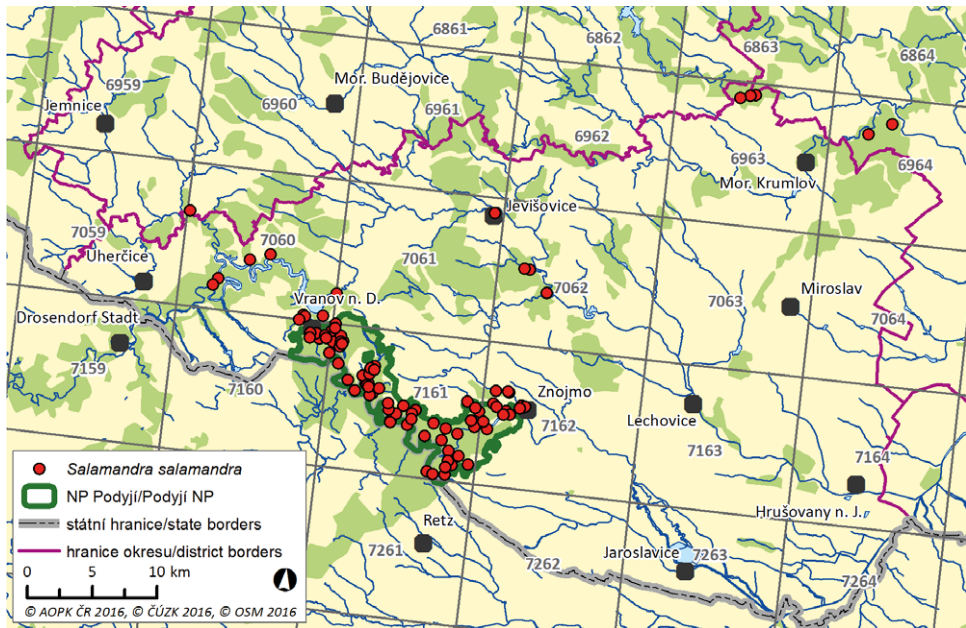 6861
6862
6863
6864
6959
Mor. Budějovice
Jemnice
6960
6961
6962
6963
6964
Mor. Krumlov
Jevišovice
7059
7060
Uherčice
7061
7062
7063
Miroslav
7064
Vranov n. D.
Drosendorf Stadt
7159
7160
7161
Znojmo
7162
Lechovice
7163
7164
Hrušovany n. J.
Retz
7261
7262
Jaroslavice
7263
7264
Salamandra salamandra
NP Podyjí/Podyjí NP
státní hranice/state borders
hranice okresu/district borders
0 5 10 km
© AOPK ČR 2016, © ČÚZK 2016, © OSM 2016